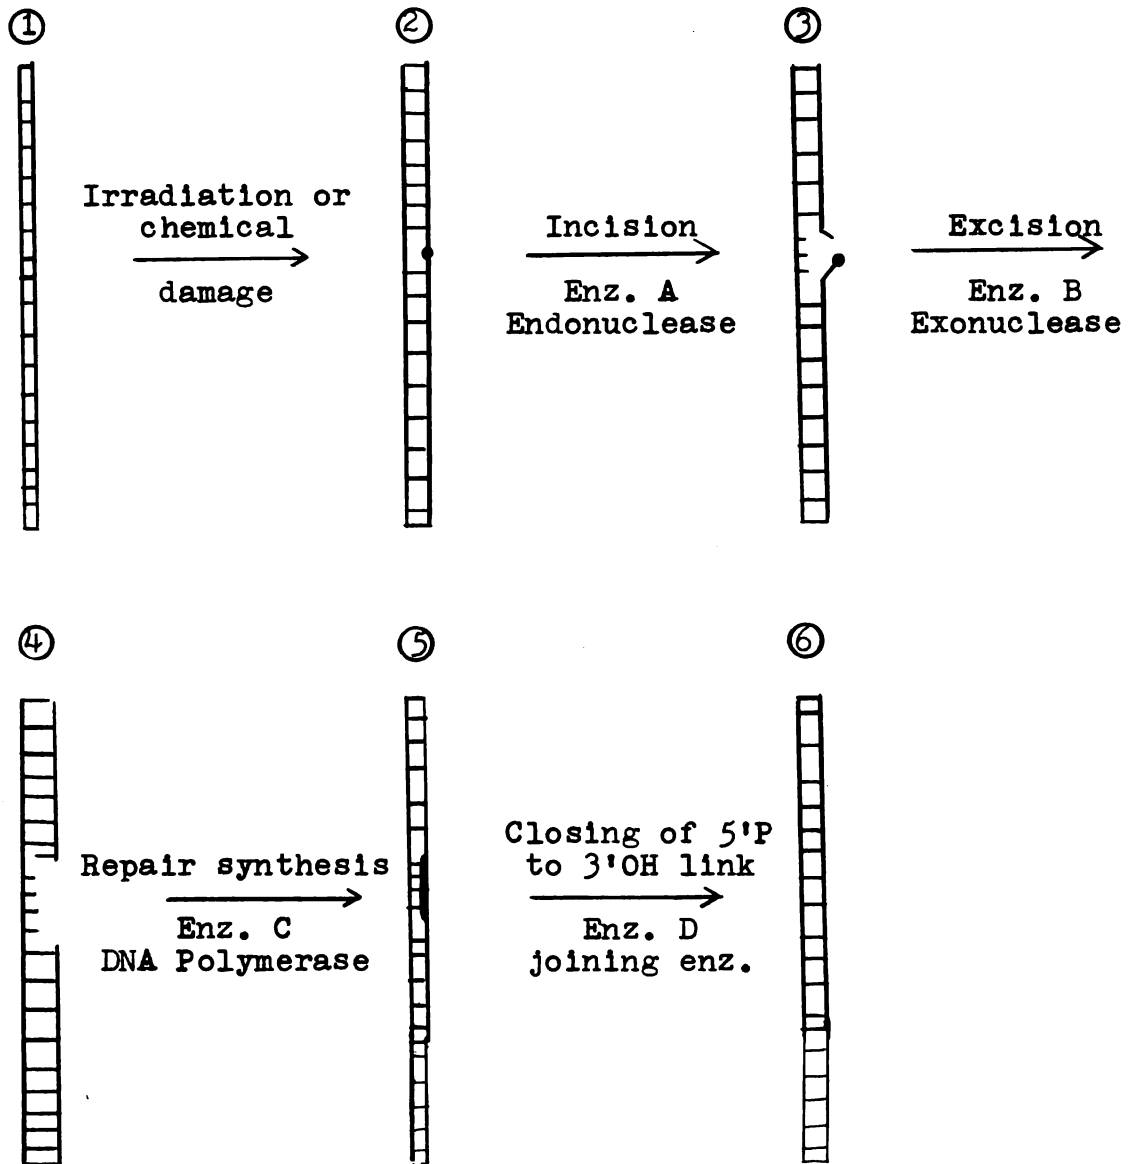 ①
②
③
Irradiation or
chemical
damage
Incision
Enz. A
Endonuclease
Excision
Enz. B
Exonuclease
④
⑤
⑥
Repair synthesis
Enz. C
DNA Polymerase
Closing of 5'P
to 3'OH link
Enz. D
joining enz.